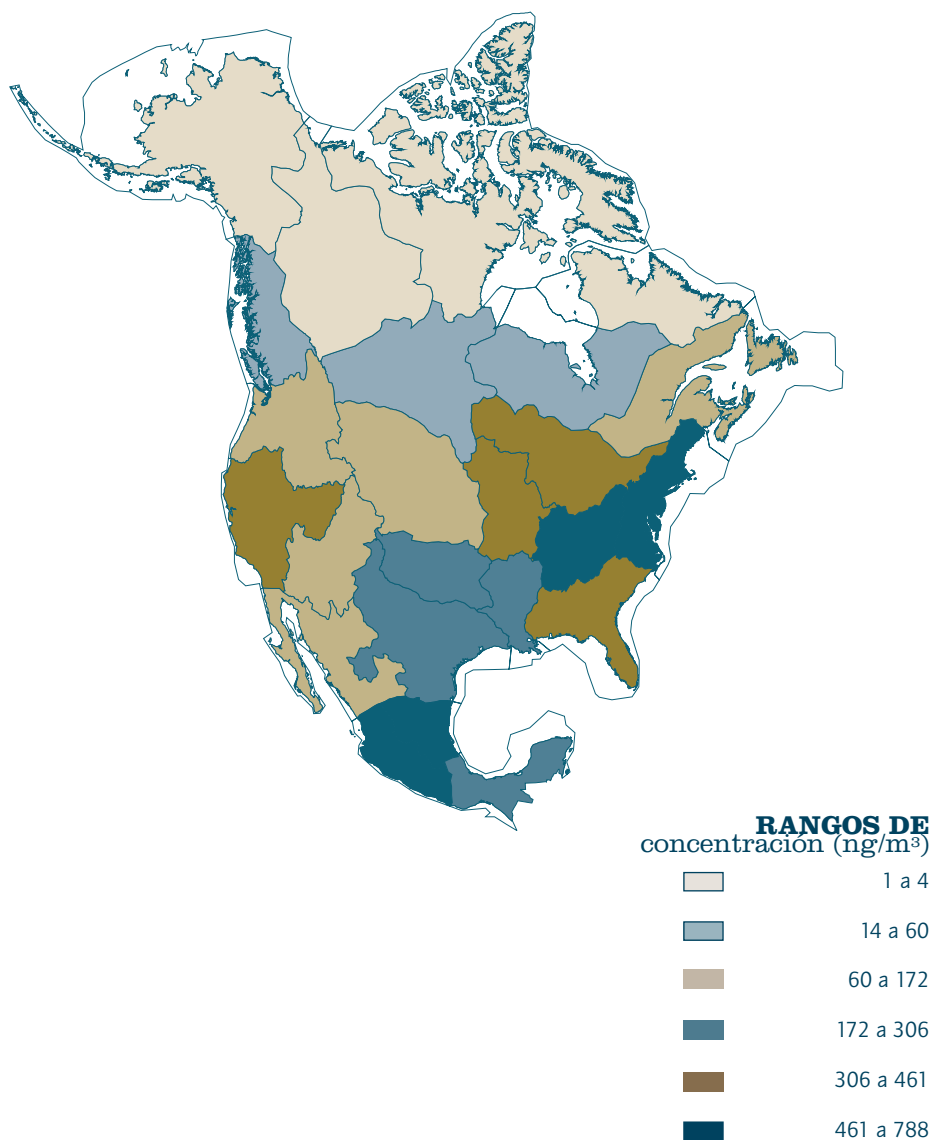 RANGOS DE
concentración (ng/m³)
1 a 4
14 a 60
60 a 172
172 a 306
306 a 461
461 a 788